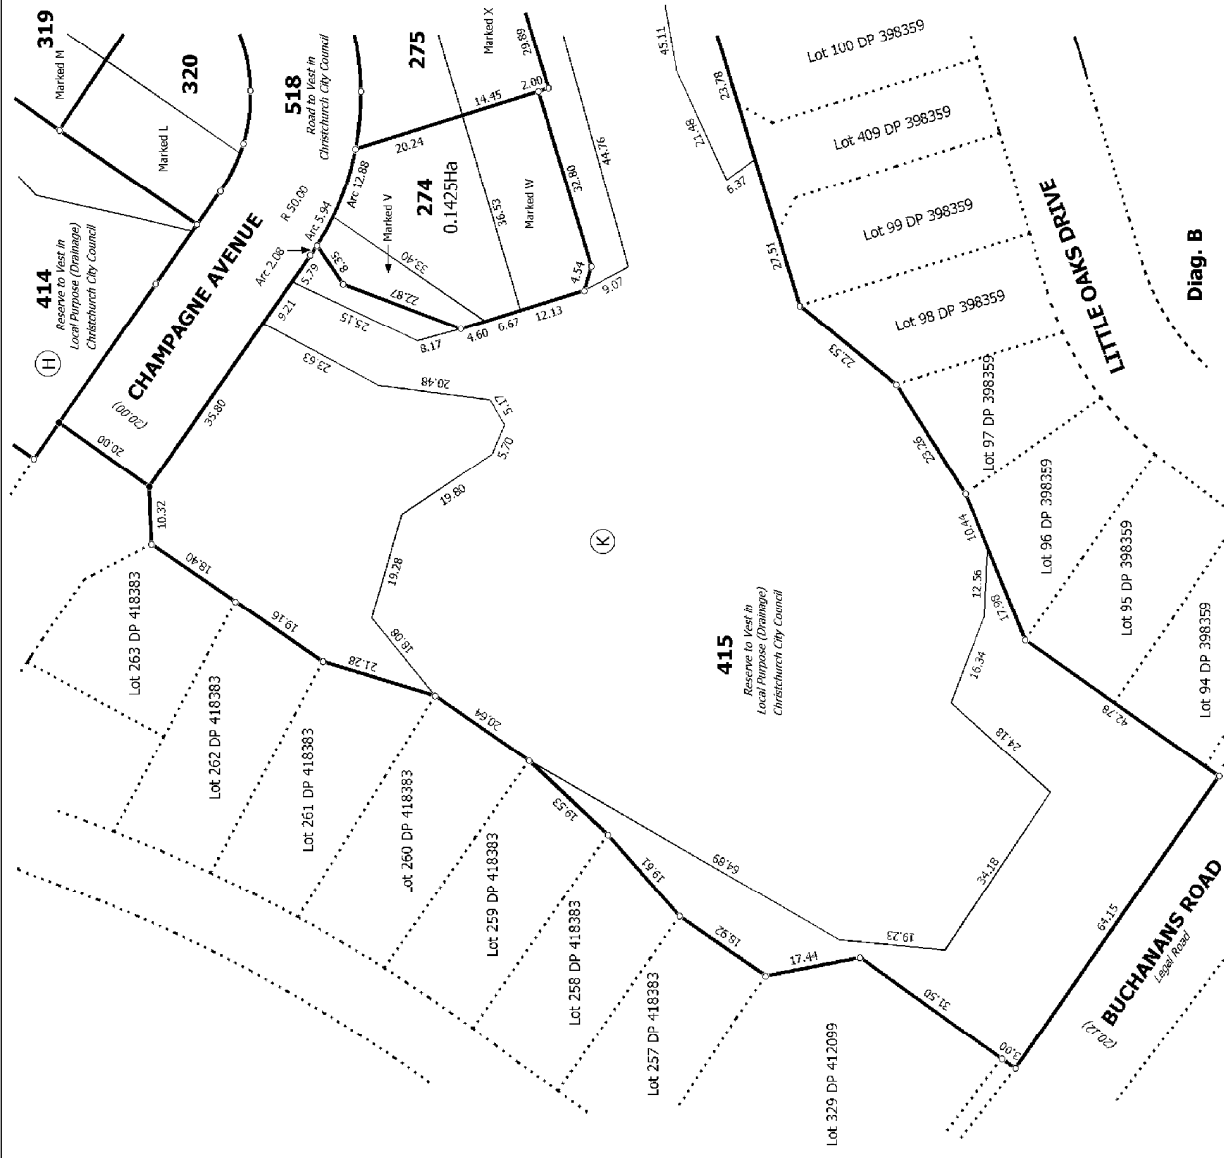 319
Marked M
320
Marked L
518
Road to Vest in
Christchurch City Council
275
Marked X
29.89
2.00
14.45
20.24
274
0.1425Ha
Marked V
Marked W
36.53
32.80
44.76
33.40
4.54
9.07
12.13
6.67
4.60
8.17
22.87
8.35
25.15
5.79
9.21
Arc 2.08
Arc 5.94
Arc 12.88
R 50.00
414
Reserve to Vest in
Local Purpose (Drainage)
Christchurch City Council
H
CHAMPAGNE AVENUE
(20.00)
20.00
35.80
23.63
20.48
5.17
5.70
19.80
19.28
18.08
10.32
18.40
19.16
21.28
20.64
19.53
19.61
18.92
17.44
31.50
3.00
64.89
19.23
34.18
24.18
16.34
12.56
17.98
10.44
23.26
22.53
27.51
6.37
21.48
45.11
23.78
42.78
64.15
K
415
Reserve to Vest in
Local Purpose (Drainage)
Christchurch City Council
Lot 263 DP 418383
Lot 262 DP 418383
Lot 261 DP 418383
ot 260 DP 418383
Lot 259 DP 418383
Lot 258 DP 418383
Lot 257 DP 418383
Lot 329 DP 412099
Lot 100 DP 398359
Lot 409 DP 398359
Lot 99 DP 398359
Lot 98 DP 398359
Lot 97 DP 398359
Lot 96 DP 398359
Lot 95 DP 398359
Lot 94 DP 398359
LITTLE OAKS DRIVE
BUCHANANS ROAD
Legal Road
(20.12)
Diag. B